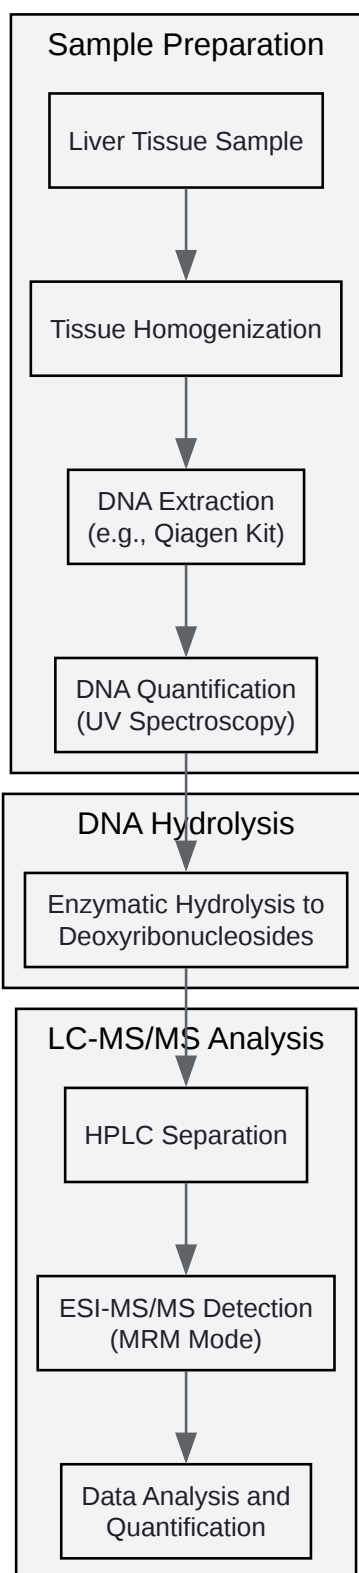 Sample Preparation
Liver Tissue Sample
Tissue Homogenization
DNA Extraction
(e.g., Qiagen Kit)
DNA Quantification
(UV Spectroscopy)
DNA Hydrolysis
Enzymatic Hydrolysis to
Deoxyribonucleosides
LC-MS/MS Analysis
HPLC Separation
ESI-MS/MS Detection
(MRM Mode)
Data Analysis and
Quantification